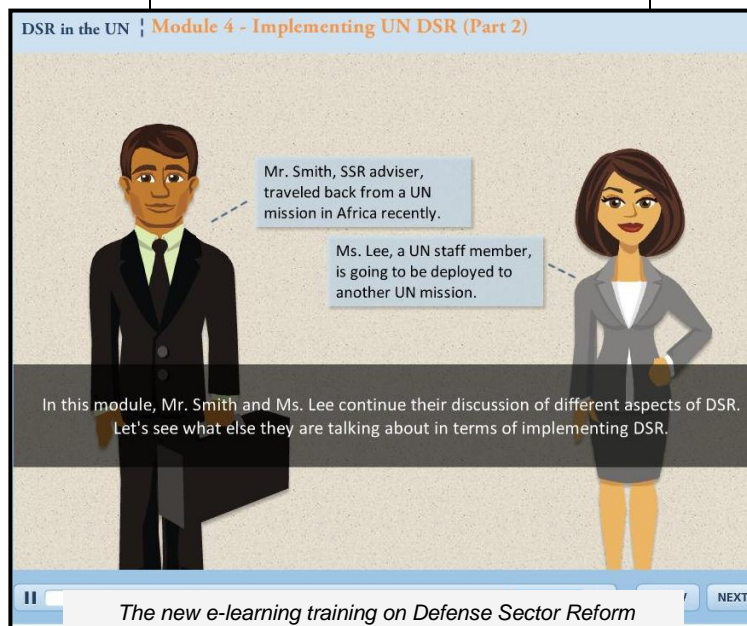 DSR in the UN ¦ Module 4 - Implementing UN DSR (Part 2)
Mr. Smith, SSR adviser,
traveled back from a UN
mission in Africa recently.
Ms. Lee, a UN staff member,
is going to be deployed to
another UN mission.
In this module, Mr. Smith and Ms. Lee continue their discussion of different aspects of DSR.
Let's see what else they are talking about in terms of implementing DSR.
NEXT
The new e-learning training on Defense Sector Reform